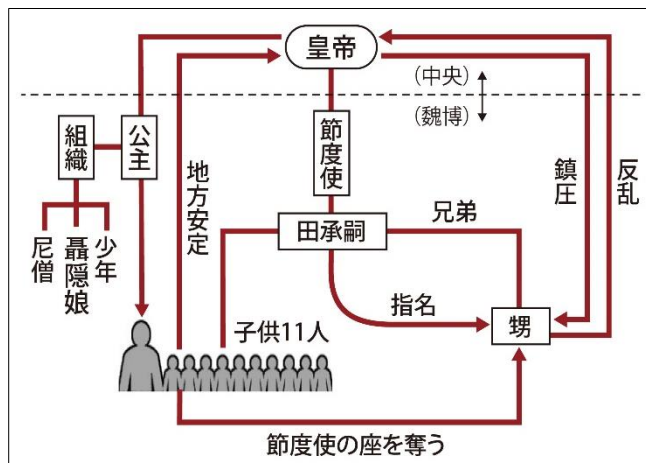 皇帝
(中央)
(魏博)
節度使
組織
公主
地方安定
鎮圧
反乱
田承嗣
兄弟
尼僧
聶隠娘
少年
指名
甥
子供11人
節度使の座を奪う